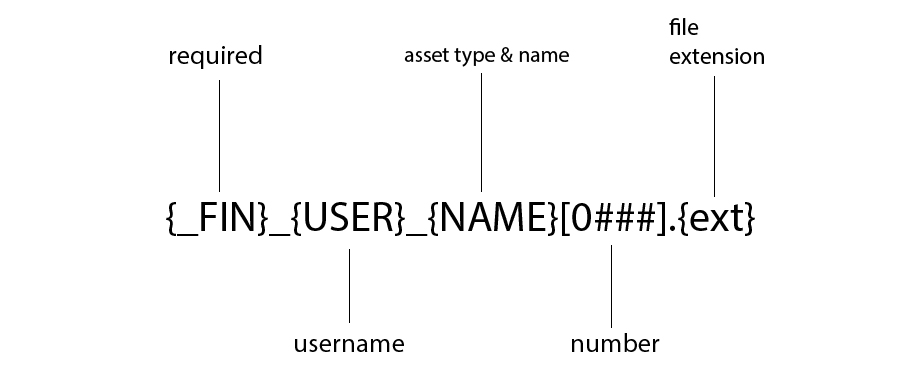 required
asset type & name
file
extension
{_FIN}_{USER}_{NAME}[0###].{ext}
username
number